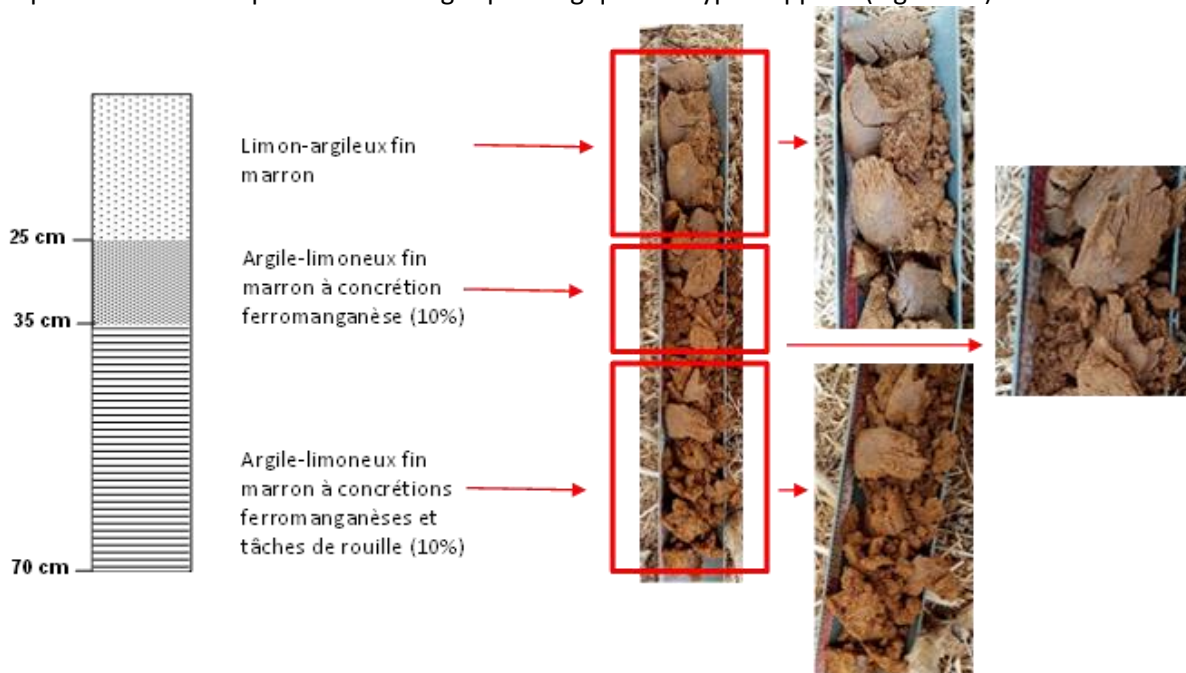 Limon-argileux fin
marron
25 cm
Argile-limoneux fin
marron à concrétion
ferromanganèse (10%)
35 cm
Argile-limoneux fin
marron à concrétions
ferromanganèses et
tâches de rouille (10%)
70 cm